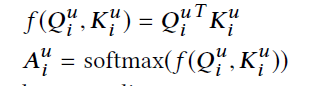 f(Q_i^u, K_i^u) = Q_i^{u T} K_i^u
A_i^u = softmax(f(Q_i^u, K_i^u))